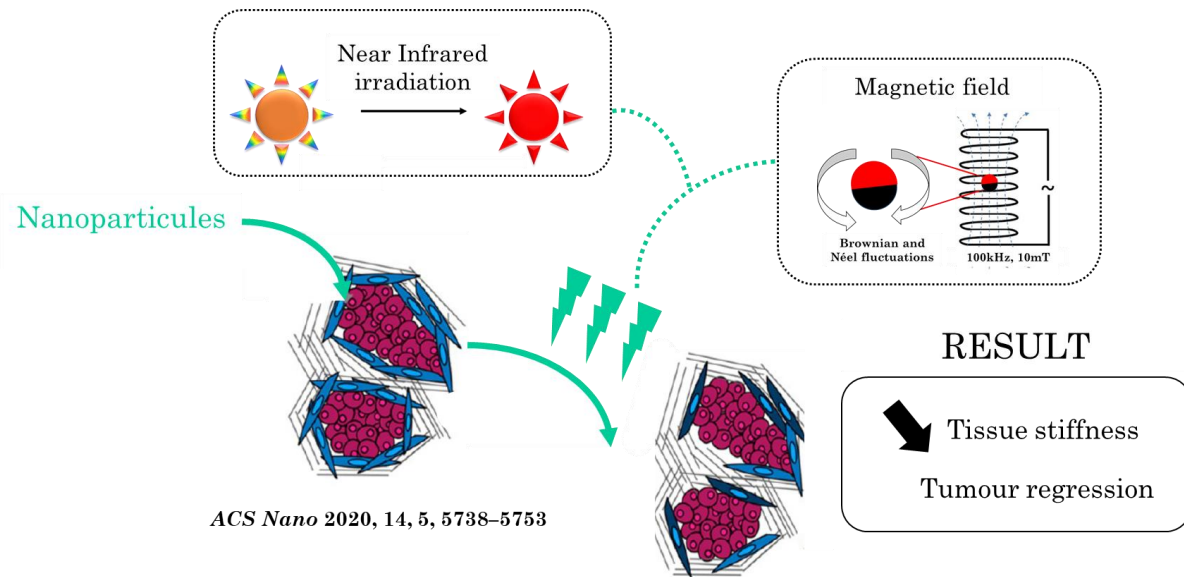 Near Infrared
irradiation
Magnetic field
~
Brownian and
Néel fluctuations
100kHz, 10mT
Nanoparticules
RESULT
Tissue stiffness
Tumour regression
ACS Nano 2020, 14, 5, 5738–5753